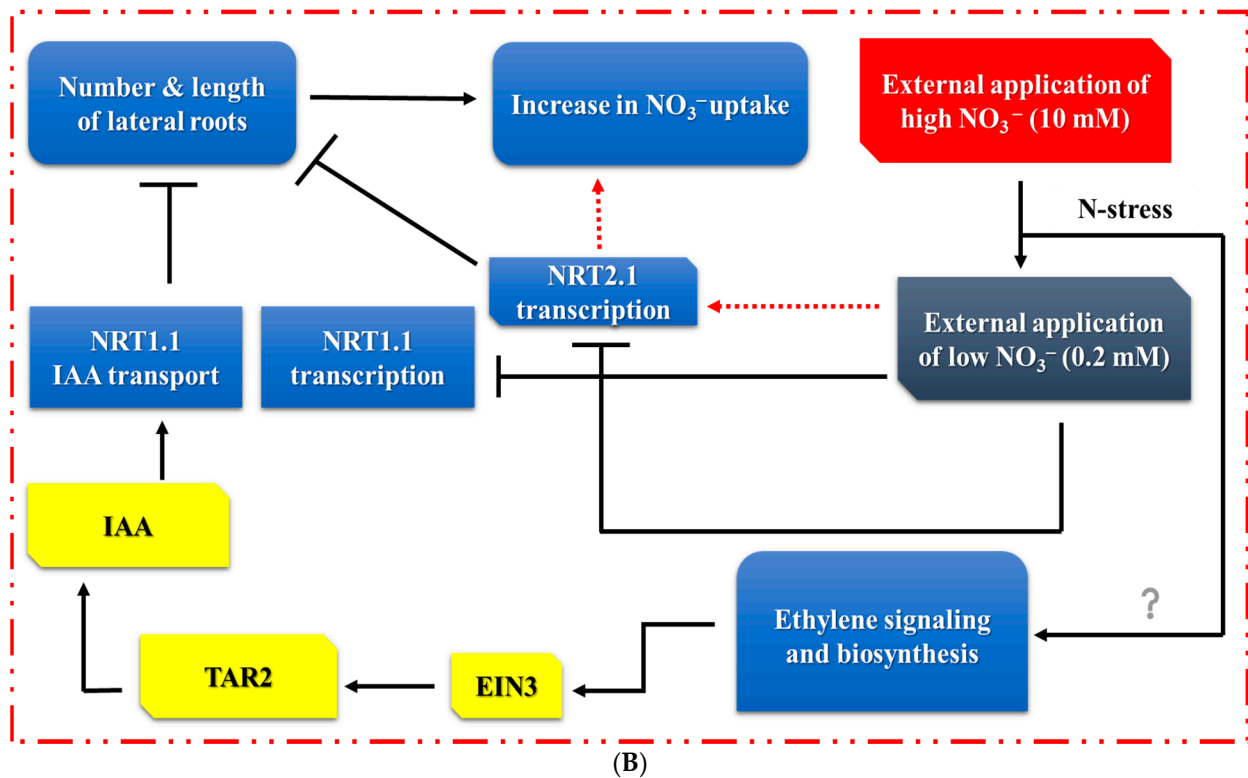 Number & length
of lateral roots
Increase in NO₃⁻ uptake
External application of
high NO₃⁻ (10 mM)
N-stress
NRT2.1
transcription
External application
of low NO₃⁻ (0.2 mM)
NRT1.1
IAA transport
NRT1.1
transcription
IAA
Ethylene signaling
and biosynthesis
?
TAR2
EIN3
(B)